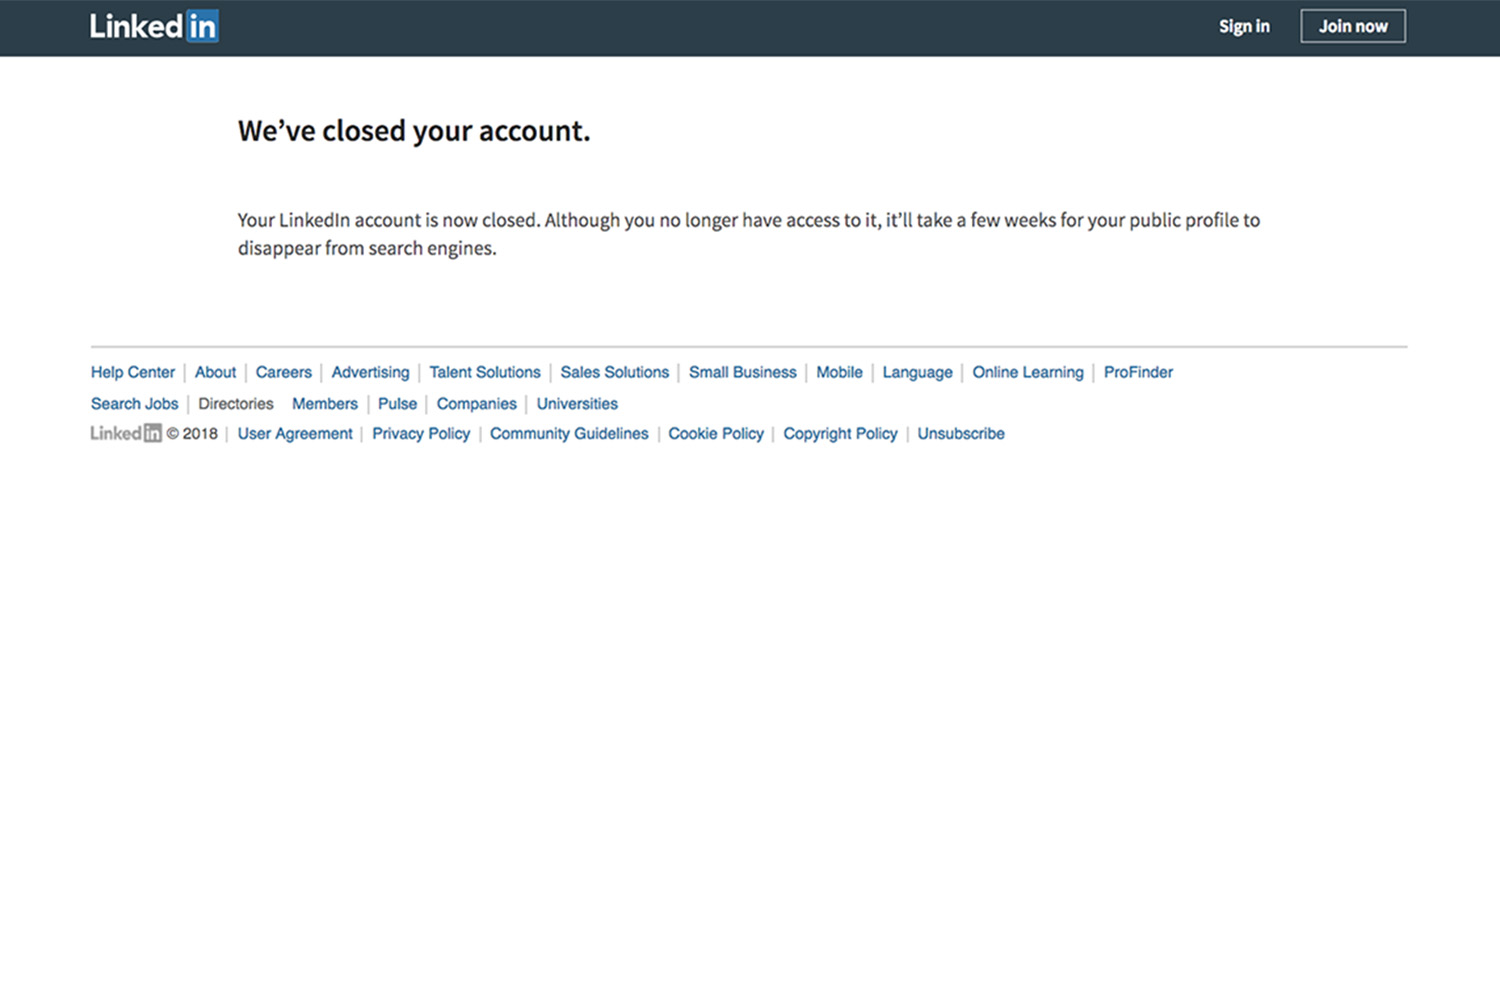 LinkedIn Sign in Join now
We’ve closed your account.
Your LinkedIn account is now closed. Although you no longer have access to it, it’ll take a few weeks for your public profile to
disappear from search engines.
Help Center | About | Careers | Advertising | Talent Solutions | Sales Solutions | Small Business | Mobile | Language | Online Learning | ProFinder
Search Jobs | Directories Members | Pulse | Companies | Universities
LinkedIn © 2018 | User Agreement | Privacy Policy | Community Guidelines | Cookie Policy | Copyright Policy | Unsubscribe